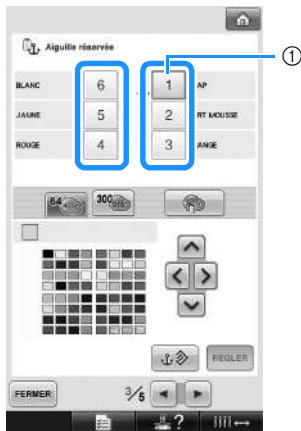 Aiguille réservée
①
BLANC 6 1 AP
JAUNE 5 2 RT MOUSSE
ROUGE 4 3 ANGE
64 300
REGLER
FERMER 3/5
?